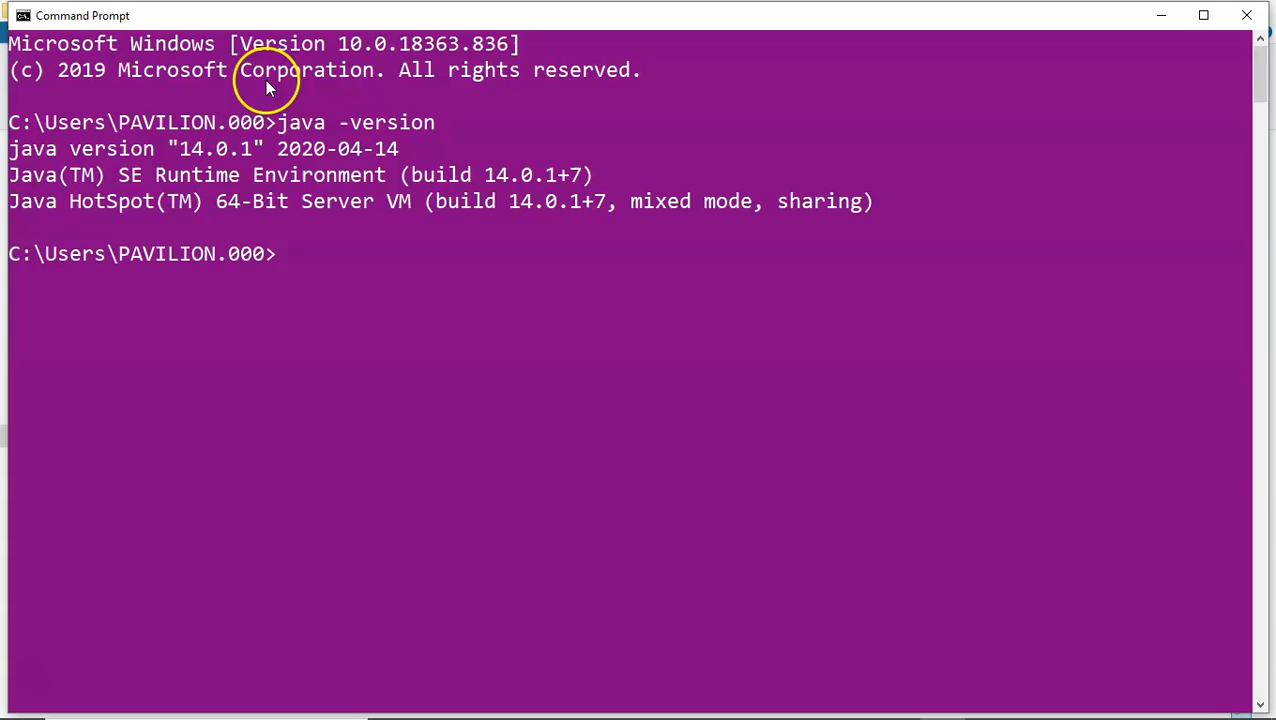 Command Prompt
Microsoft Windows [Version 10.0.18363.836]
(c) 2019 Microsoft Corporation. All rights reserved.
C:\Users\PAVILION.000>java -version
java version "14.0.1" 2020-04-14
Java(TM) SE Runtime Environment (build 14.0.1+7)
Java HotSpot(TM) 64-Bit Server VM (build 14.0.1+7, mixed mode, sharing)
C:\Users\PAVILION.000>